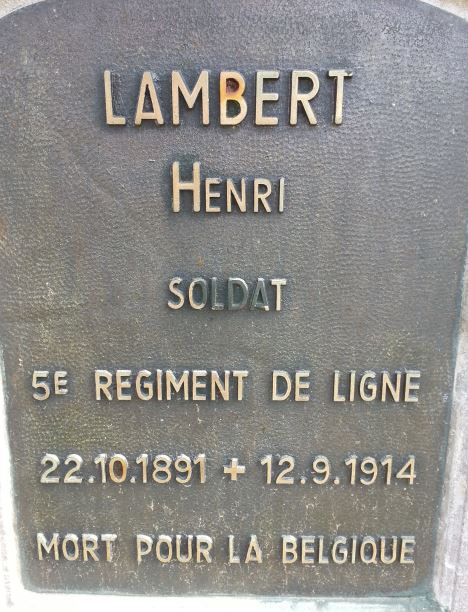 LAMBERT
HENRI
SOLDAT
5E REGIMENT DE LIGNE
22.10.1891 + 12.9.1914
MORT POUR LA BELGIQUE